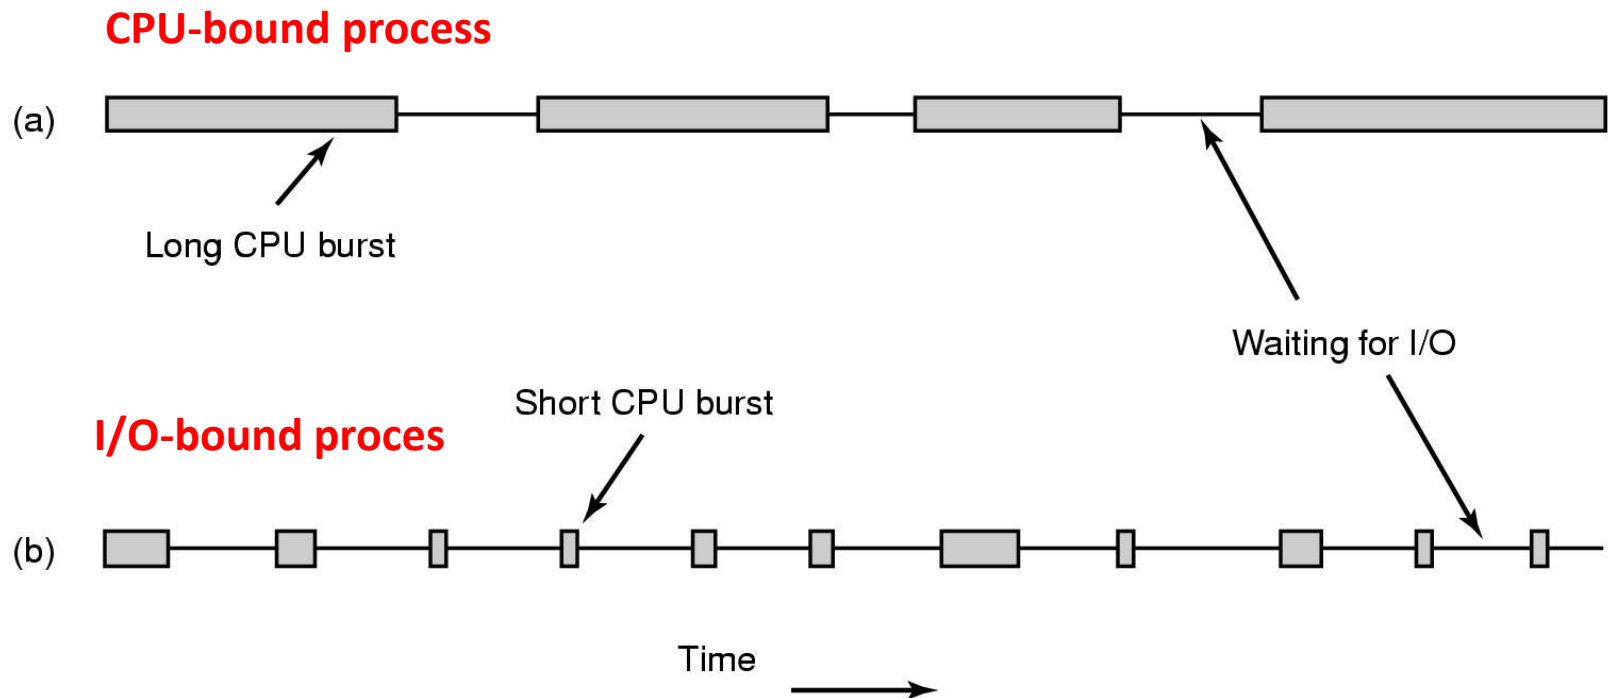 CPU-bound process
(a)
Long CPU burst
Waiting for I/O
Short CPU burst
I/O-bound proces
(b)
Time